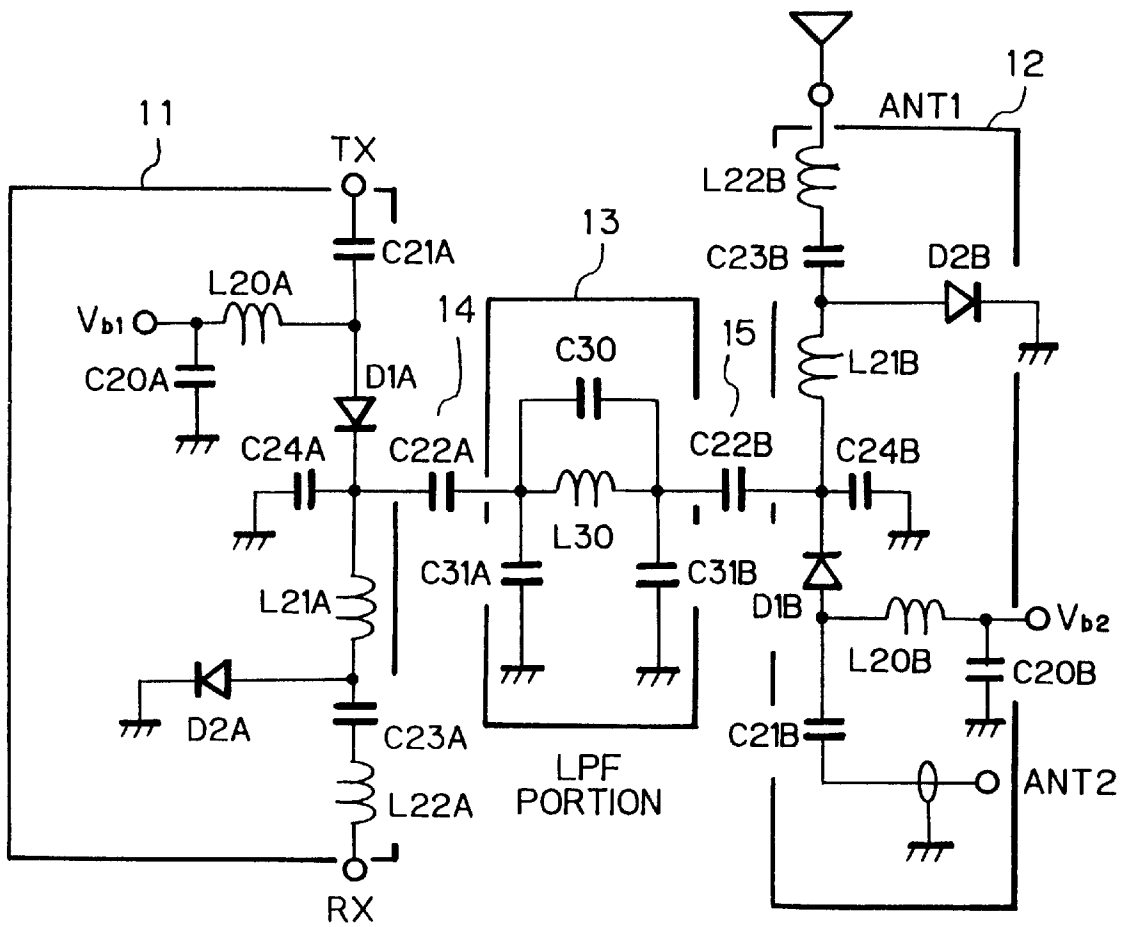 12
ANT1
11
TX
L22B
13
C21A
C23B
D2B
L20A
14
Vb1
15
C30
L21B
C20A
D1A
C24A
C22A
C22B
C24B
L30
C31A
C31B
L21A
D1B
Vb2
L20B
C20B
D2A
C23A
C21B
LPF
PORTION
L22A
ANT2
RX